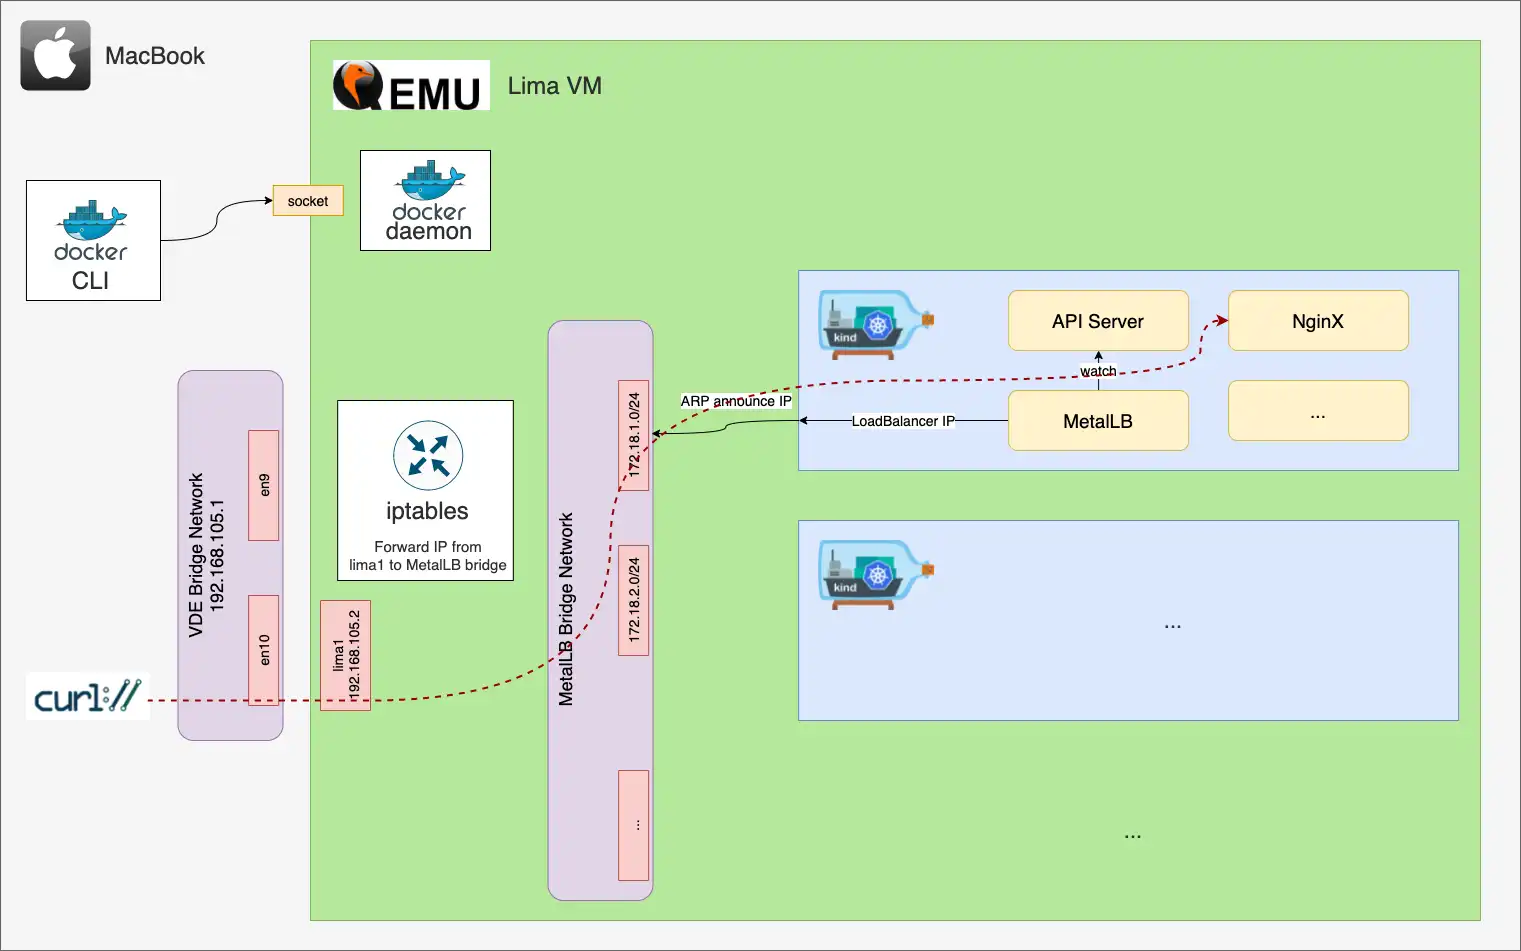 MacBook
QEMU
Lima VM
docker
CLI
socket
docker
daemon
kind
API Server
NginX
watch
ARP announce IP
LoadBalancer IP
MetalLB
...
VDE Bridge Network
192.168.105.1
en9
en10
iptables
Forward IP from
lima1 to MetalLB bridge
lima1
192.168.105.2
MetalLB Bridge Network
172.18.1.0/24
172.18.2.0/24
...
kind
...
curl://
...